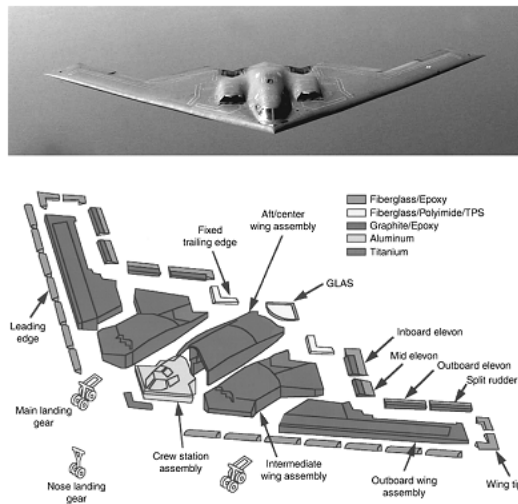 Fiberglass/Epoxy
Fiberglass/Polyimide/TPS
Graphite/Epoxy
Aluminum
Titanium
Aft/center
wing assembly
Fixed
trailing edge
GLAS
Leading
edge
Inboard elevon
Mid elevon
Outboard elevon
Split rudder
Main landing
gear
Crew station
assembly
Intermediate
wing assembly
Nose landing
gear
Outboard wing
assembly
Wing tip